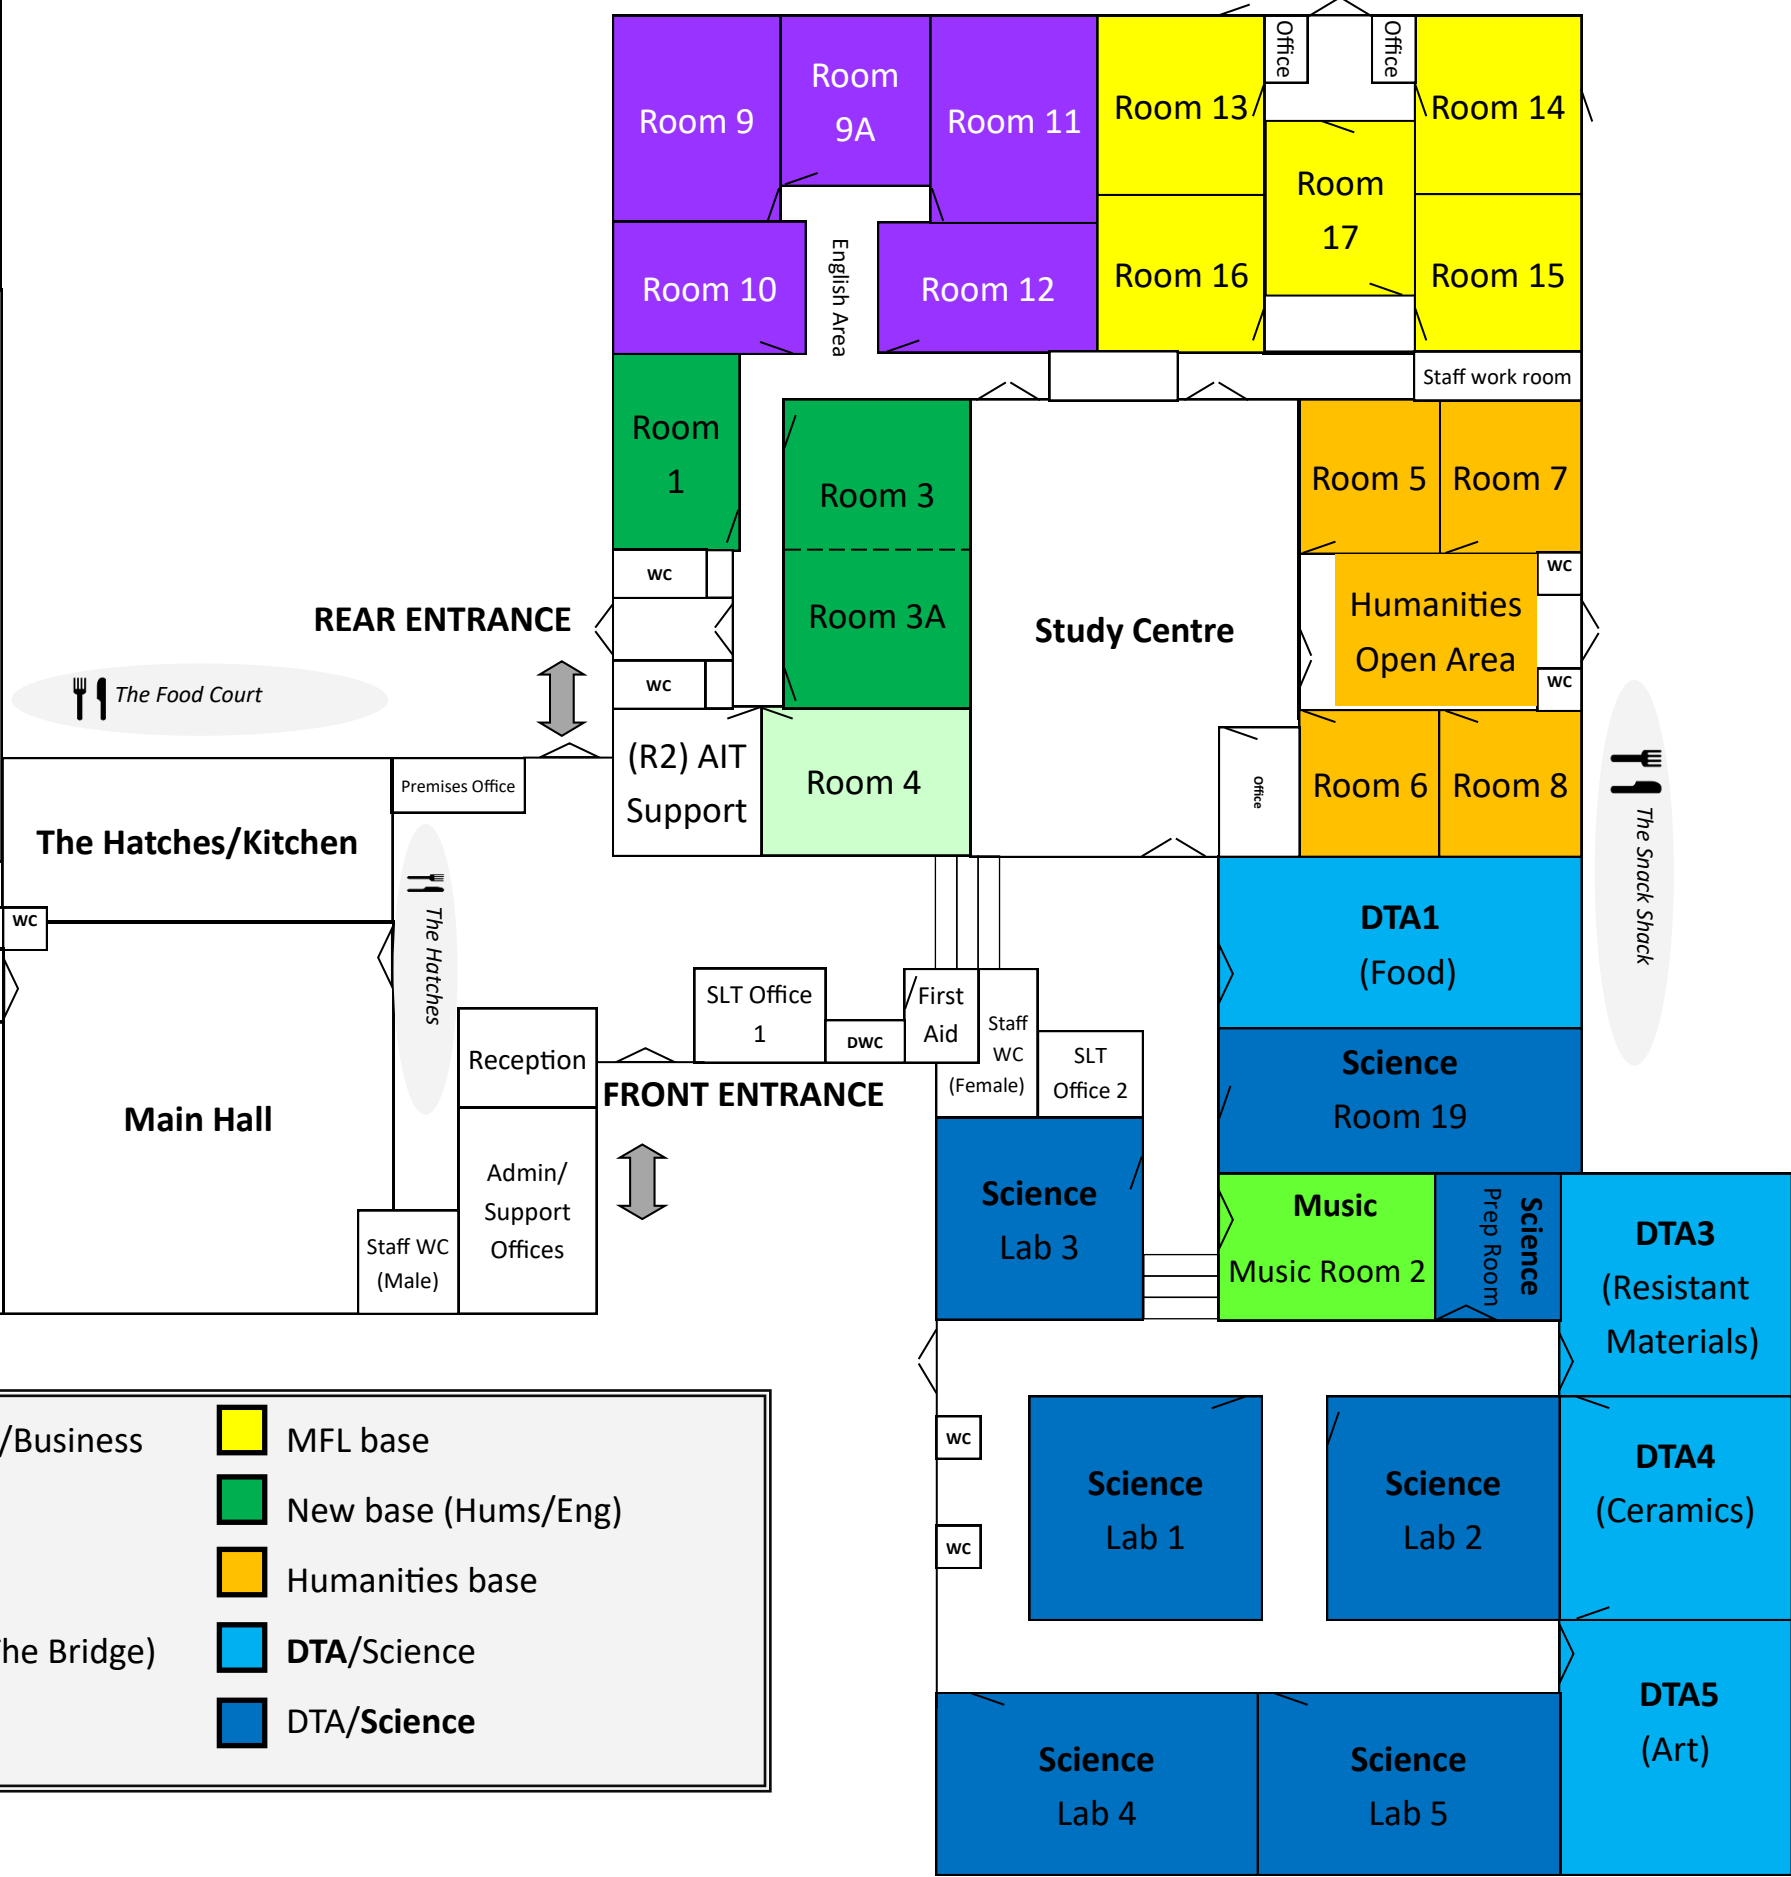 Room 9
Room
9A
Room 11
Room 13
Office
Office
Room 14
Room
17
Room 10
English Area
Room 12
Room 16
Room 15
Staff work room
Room
1
Room 3
Room 5
Room 7
WC
Room 3A
REAR ENTRANCE
Study Centre
Humanities
Open Area
WC
WC
WC
The Food Court
(R2) AIT
Support
Room 4
Office
Room 6
Room 8
The Snack Shack
Premises Office
The Hatches/Kitchen
WC
The Hatches
DTA1
(Food)
SLT Office
1
DWC
First
Aid
Staff
WC
(Female)
SLT
Office 2
Reception
FRONT ENTRANCE
Science
Room 19
Main Hall
Admin/
Support
Offices
Staff WC
(Male)
Science
Lab 3
Music
Music Room 2
Science
Prep Room
DTA3
(Resistant
Materials)
WC
WC
Science
Lab 1
Science
Lab 2
DTA4
(Ceramics)
Science
Lab 4
Science
Lab 5
DTA5
(Art)
/Business
MFL base
New base (Hums/Eng)
Humanities base
he Bridge)
DTA/Science
DTA/Science